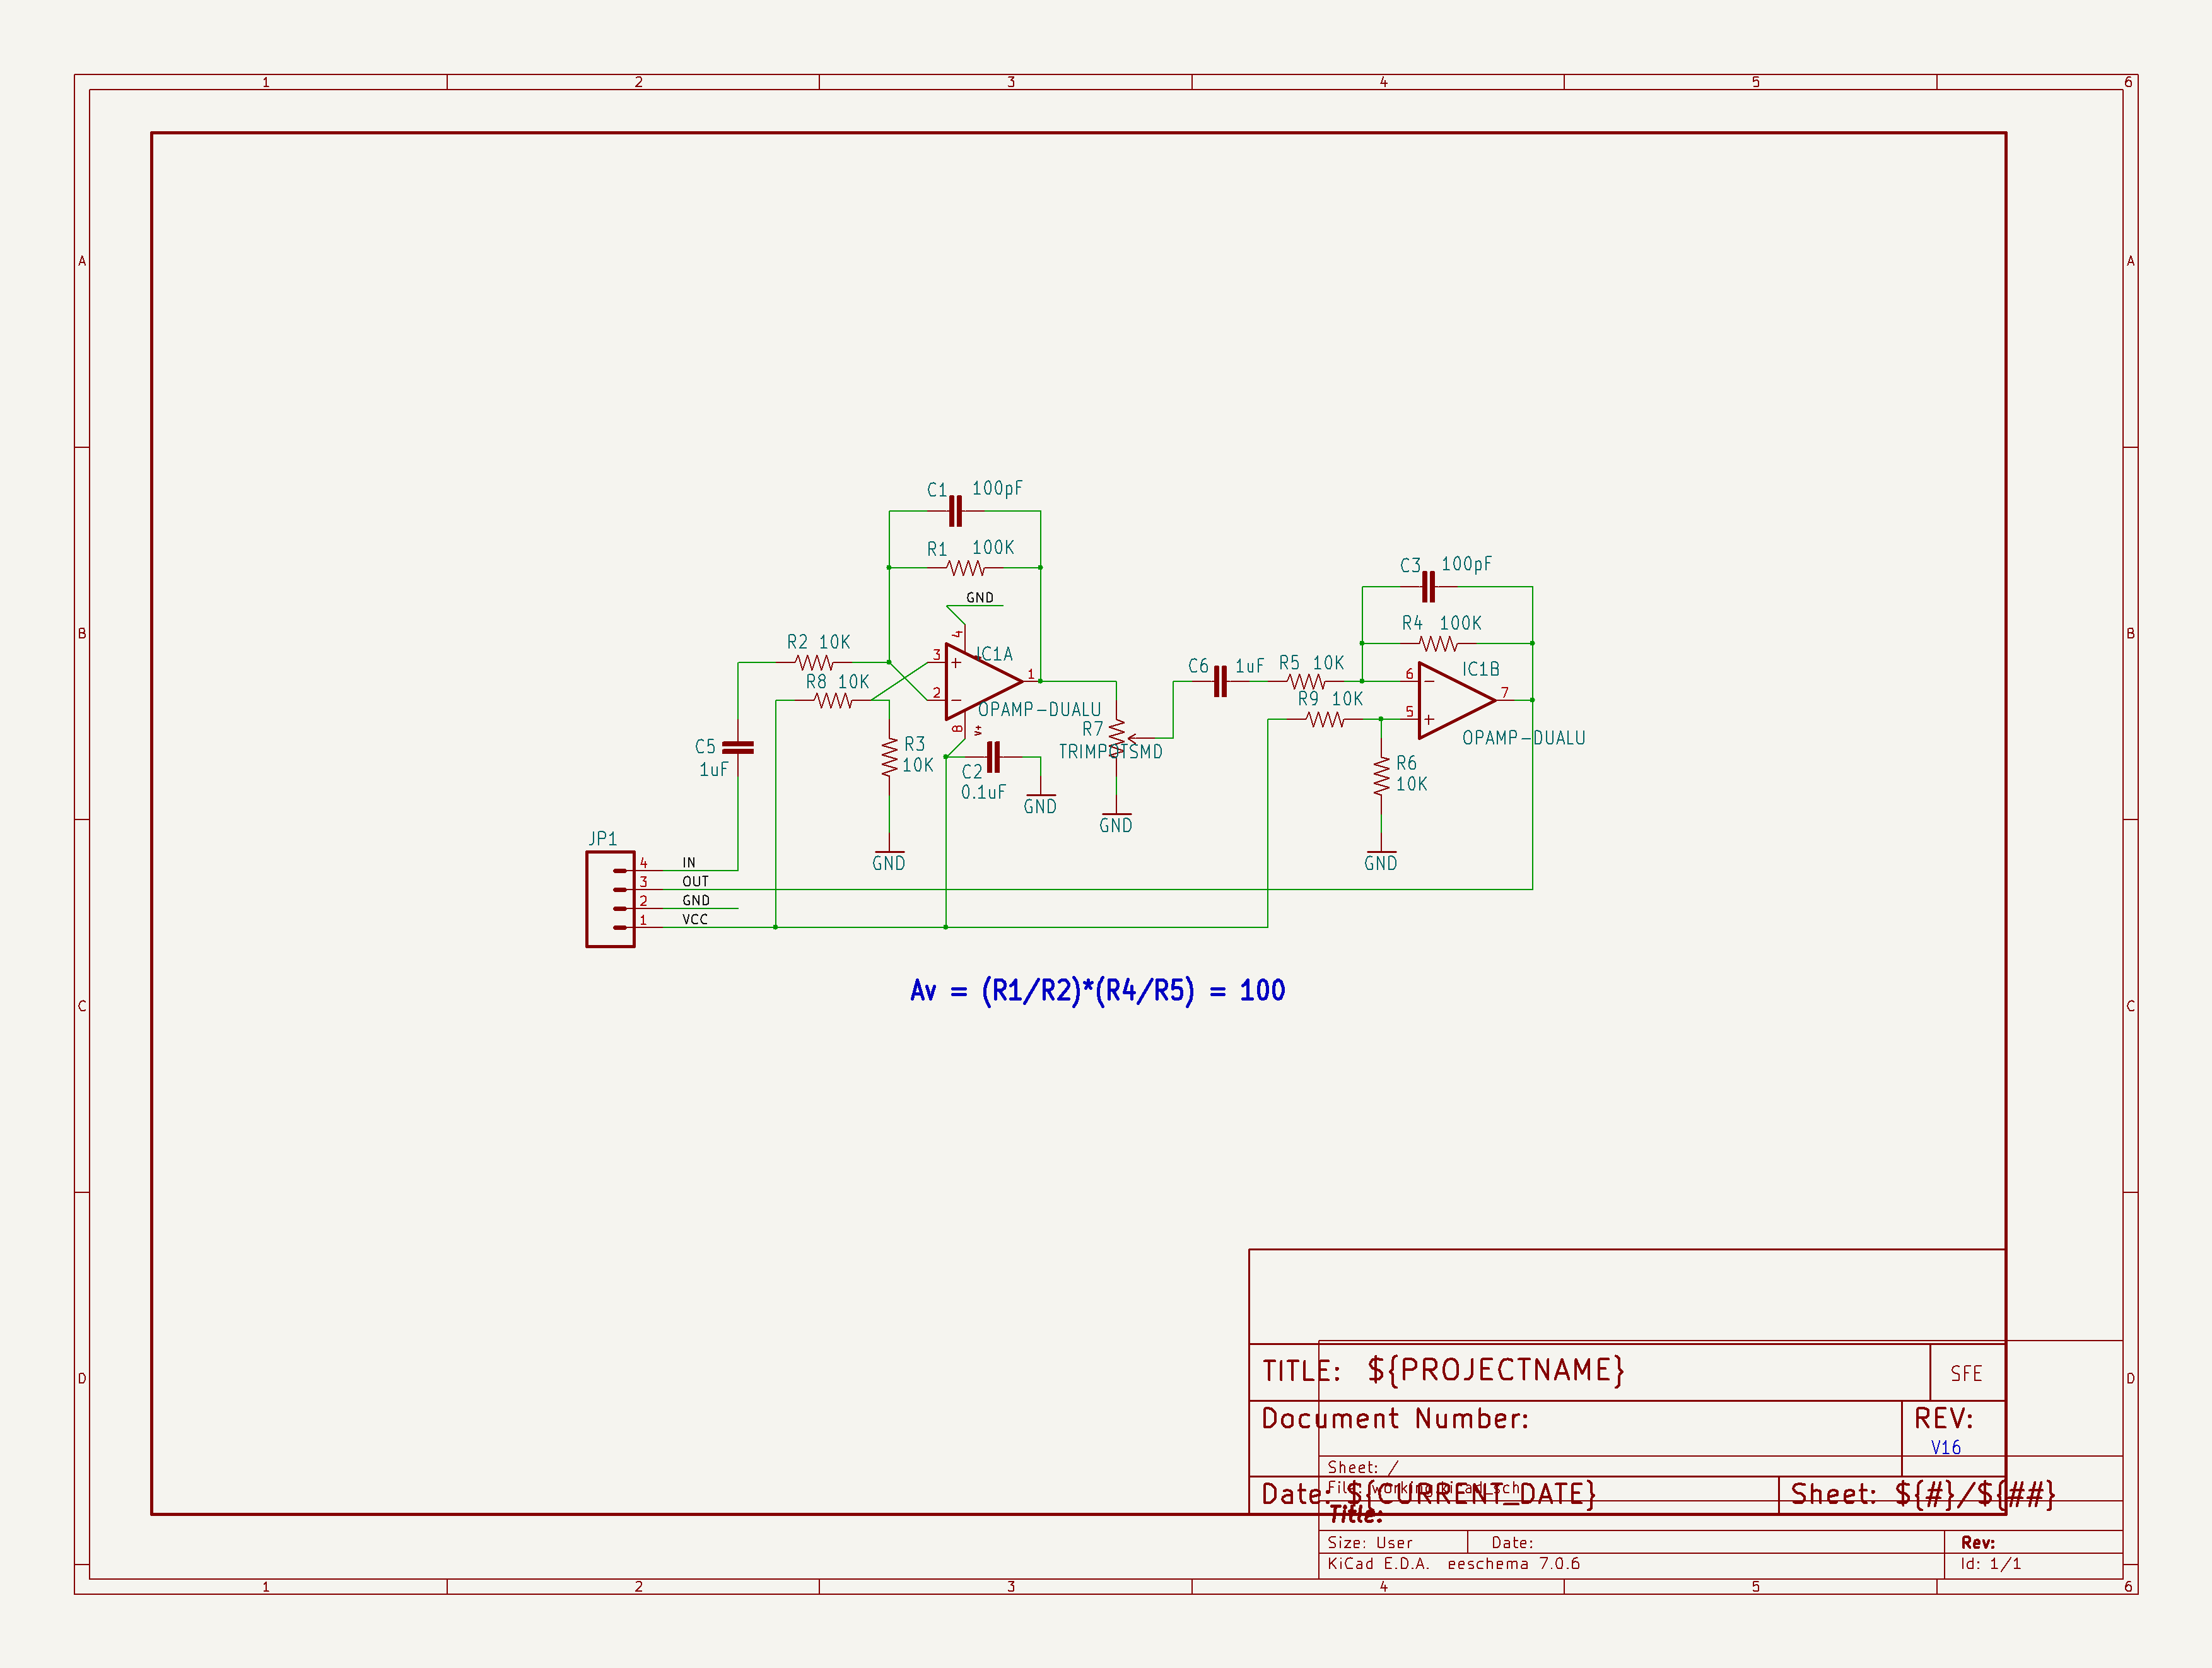 1 2 3 4 5 6
A A
C1 100pF
R1 100K
C3 100pF
GND
R4 100K
B B
4
R2 10K
3 + IC1A
R8 10K
1
2 −
C6 1uF R5 10K
6 − IC1B
R9 10K
7
OPAMP-DUALU
5 +
8 V+
R7
TRIMPOTSMD
OPAMP-DUALU
C5
1uF
R3
10K
C2
0.1uF
GND
R6
10K
GND
JP1
GND
GND
4 IN
3 OUT
2 GND
1 VCC
Av = (R1/R2)*(R4/R5) = 100
C C
TITLE: ${PROJECTNAME}
SFE
D D
Document Number:
REV:
V16
Sheet: /
File: working.kicad_sch
Date: ${CURRENT_DATE}
Sheet: ${#}/${##}
Title:
Size: User Date: Rev:
KiCad E.D.A. eeschema 7.0.6 Id: 1/1
1 2 3 4 5 6